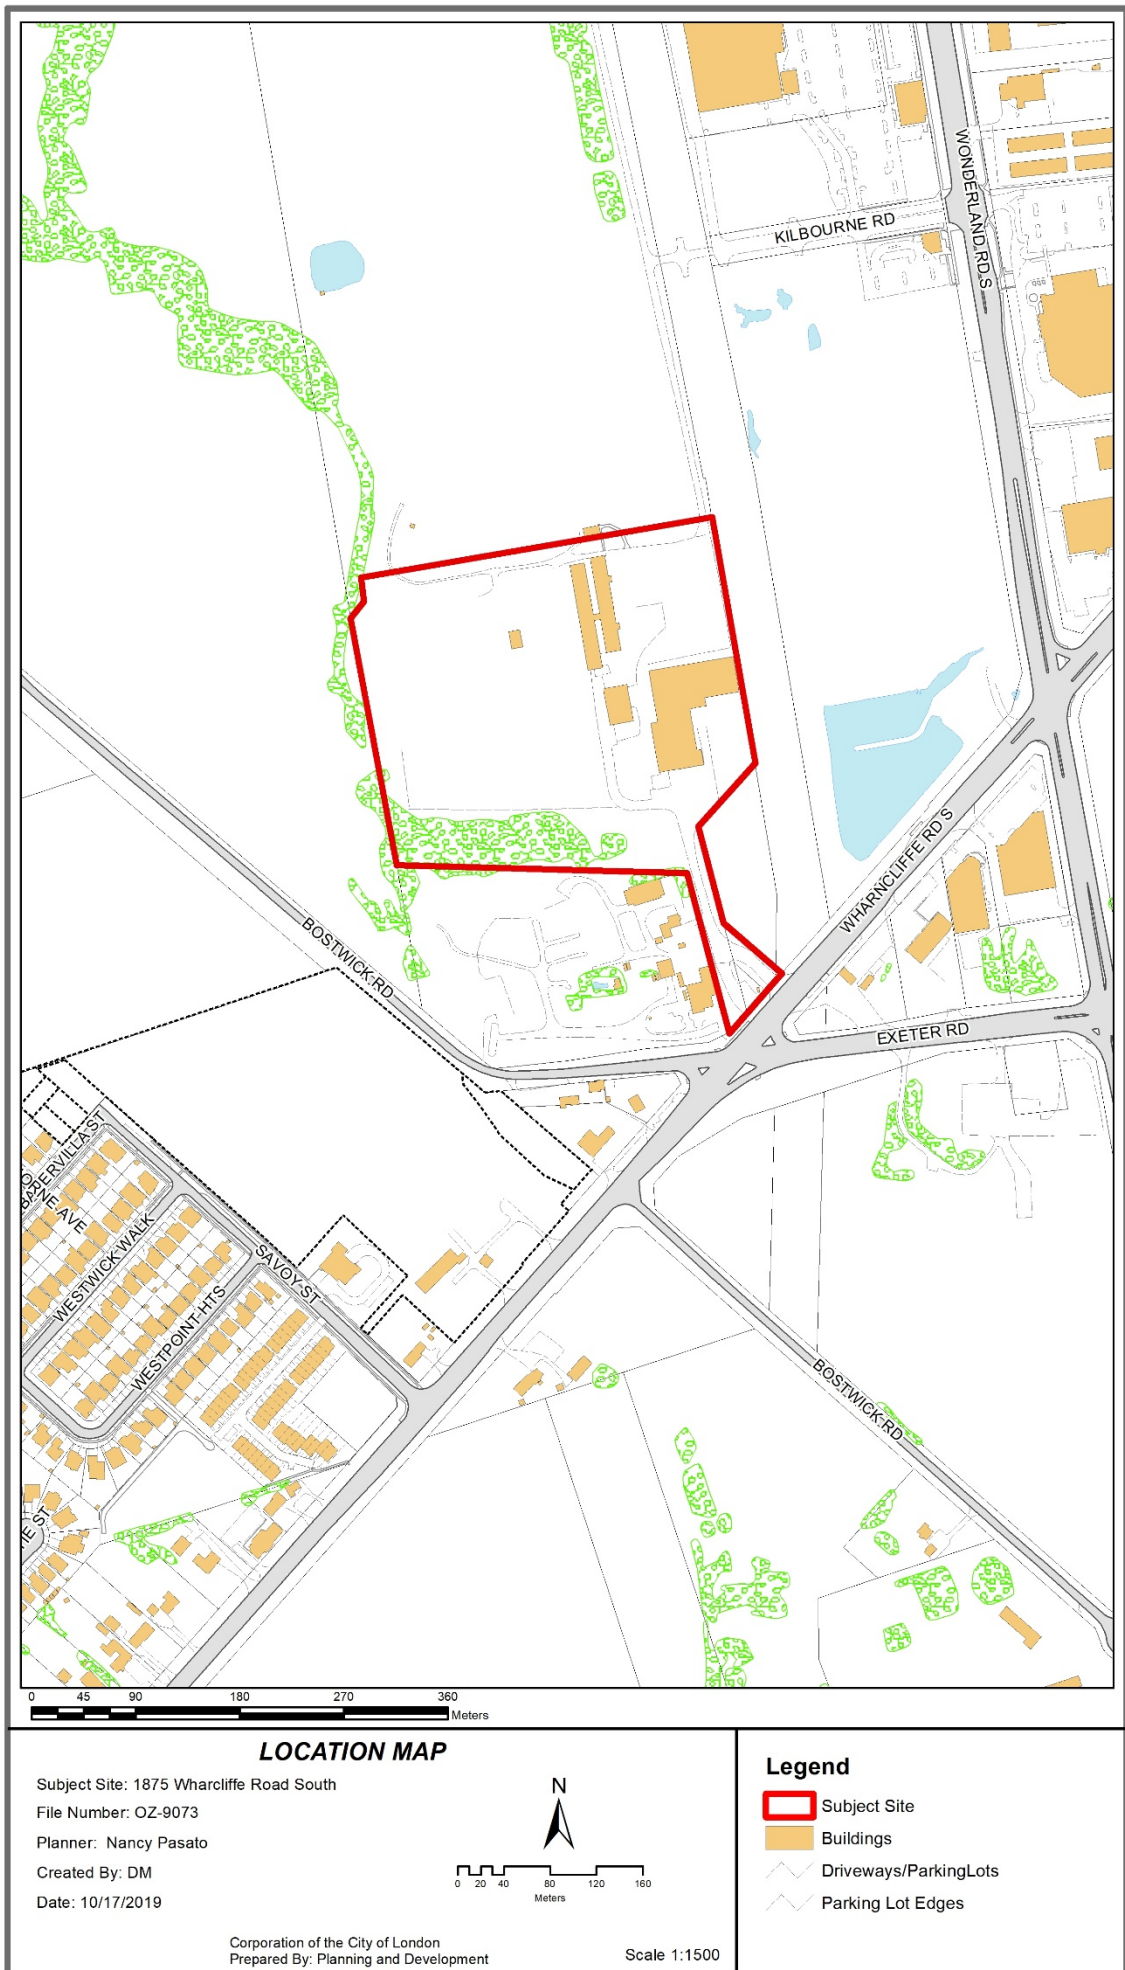 WONDERLAND RD S
KILBOURNE RD
WHARNCLIFFE RD S
BOSTWICK RD
EXETER RD
BAPERVILLA ST
ORNE AVE
WESTWICK WALK
SAVOY ST
WESTPOINT HTS
BOSTWICK RD
0 45 90 180 270 360
Meters
LOCATION MAP
Subject Site: 1875 Wharcliffe Road South
File Number: OZ-9073
Planner: Nancy Pasato
Created By: DM
Date: 10/17/2019
N
0 20 40 80 120 160
Meters
Corporation of the City of London
Prepared By: Planning and Development
Scale 1:1500
Legend
Subject Site
Buildings
Driveways/ParkingLots
Parking Lot Edges